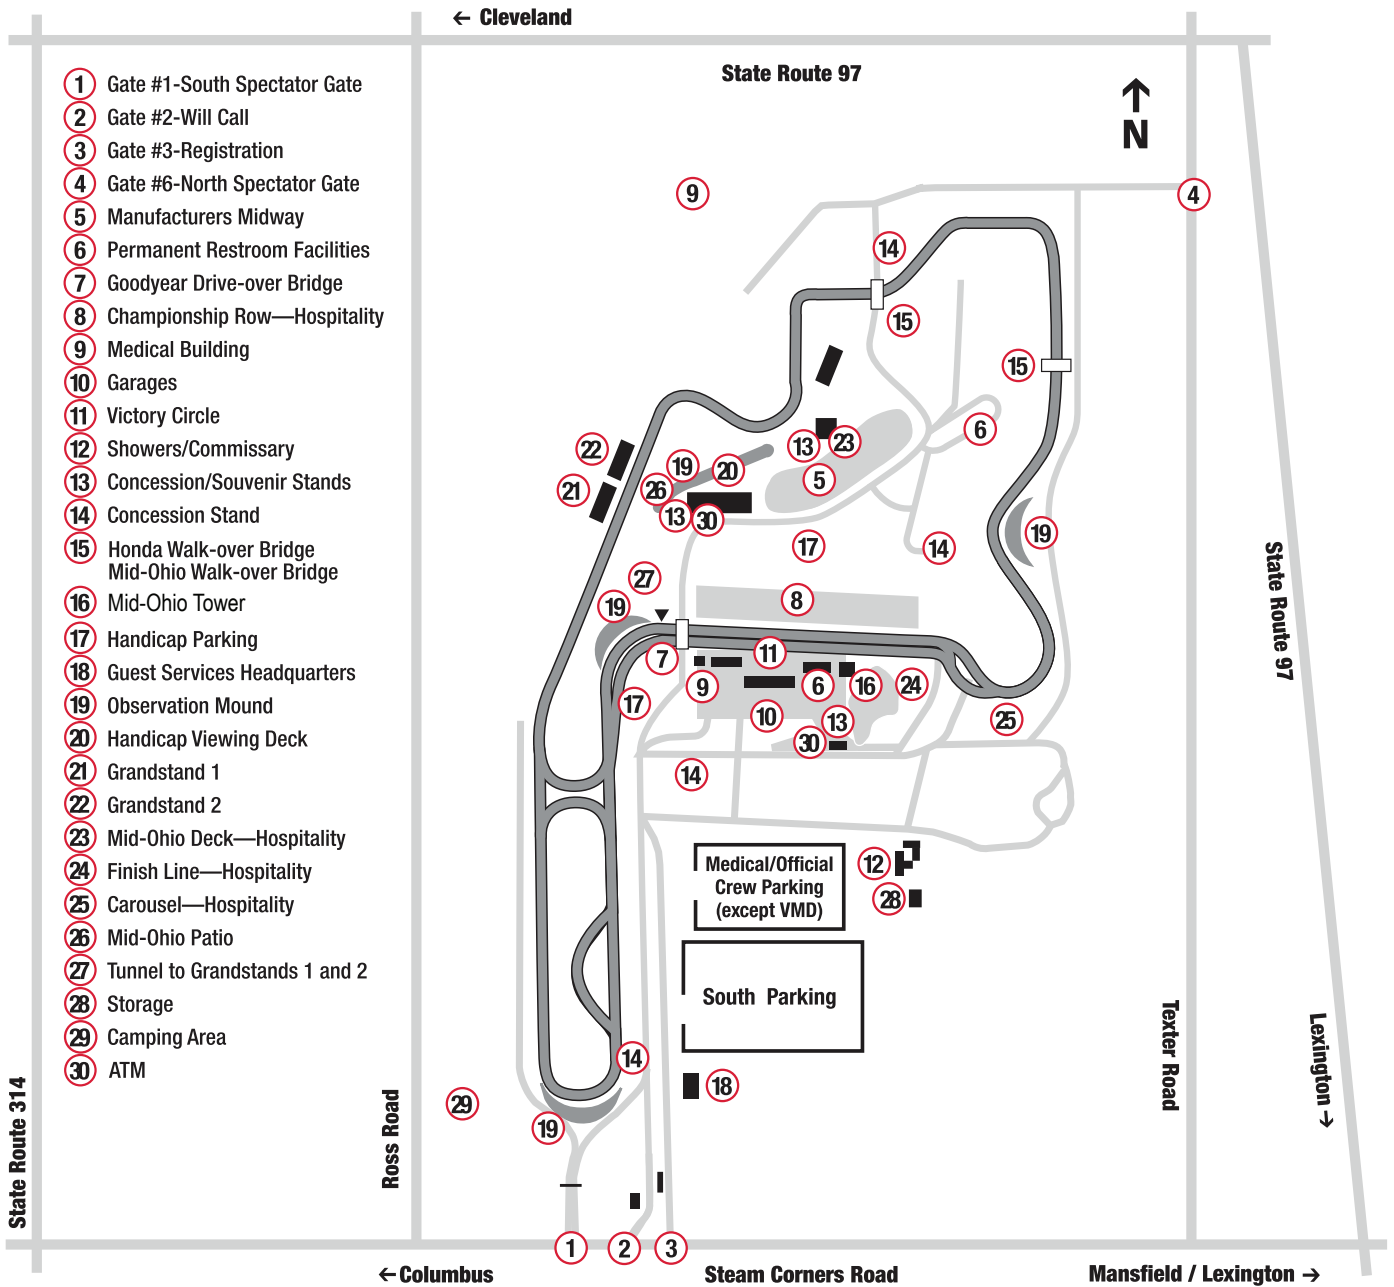 ← Cleveland
State Route 97
N
1 Gate #1-South Spectator Gate
2 Gate #2-Will Call
3 Gate #3-Registration
4 Gate #6-North Spectator Gate
5 Manufacturers Midway
6 Permanent Restroom Facilities
7 Goodyear Drive-over Bridge
8 Championship Row—Hospitality
9 Medical Building
10 Garages
11 Victory Circle
12 Showers/Commissary
13 Concession/Souvenir Stands
14 Concession Stand
15 Honda Walk-over Bridge
Mid-Ohio Walk-over Bridge
16 Mid-Ohio Tower
17 Handicap Parking
18 Guest Services Headquarters
19 Observation Mound
20 Handicap Viewing Deck
21 Grandstand 1
22 Grandstand 2
23 Mid-Ohio Deck—Hospitality
24 Finish Line—Hospitality
25 Carousel—Hospitality
26 Mid-Ohio Patio
27 Tunnel to Grandstands 1 and 2
28 Storage
29 Camping Area
30 ATM
9
4
14
15
15
22
13
23
6
19
20
26
21
5
13
30
19
17
14
27
8
19
7
11
9
6
16
24
17
10
13
25
30
14
Medical/Official
Crew Parking
(except VMD)
12
28
South Parking
14
18
29
19
1
2
3
State Route 314
Ross Road
Texter Road
State Route 97
Lexington →
← Columbus
Steam Corners Road
Mansfield / Lexington →